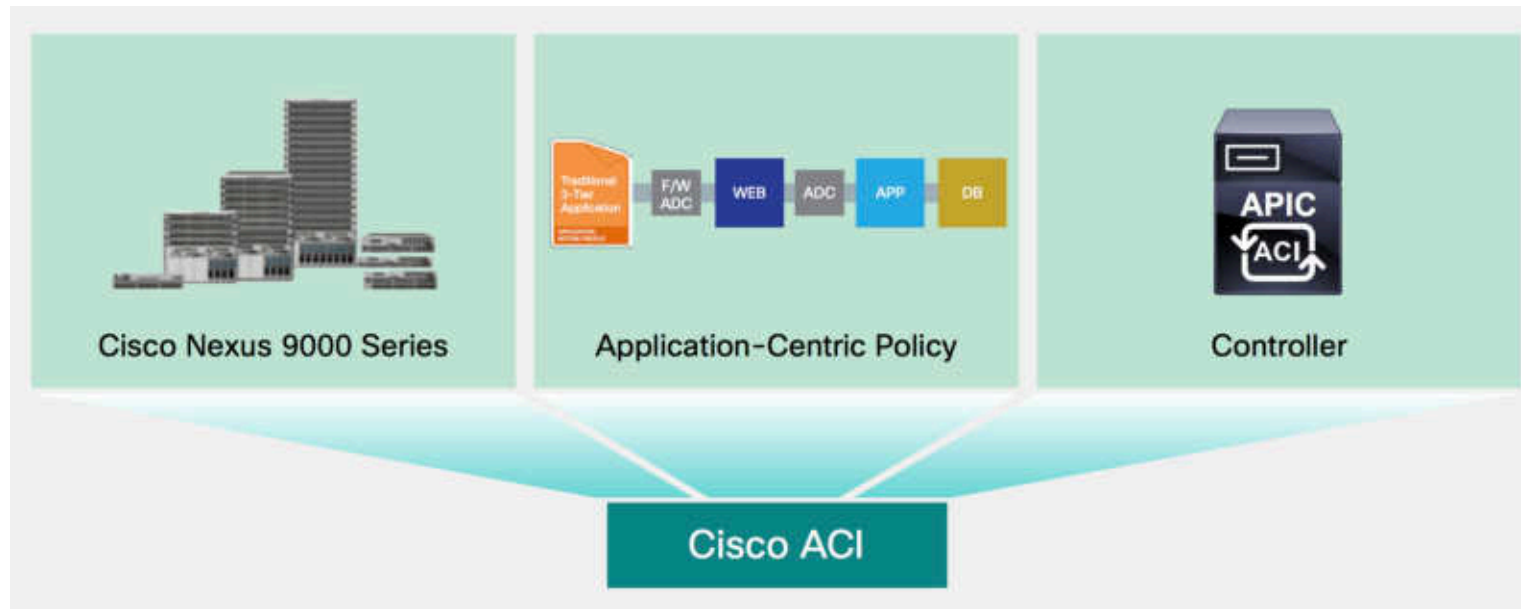 Traditional
3-Tier
Application
F/W
ADC
WEB
ADC
APP
DB
APIC
ACI
Cisco Nexus 9000 Series
Application-Centric Policy
Controller
Cisco ACI